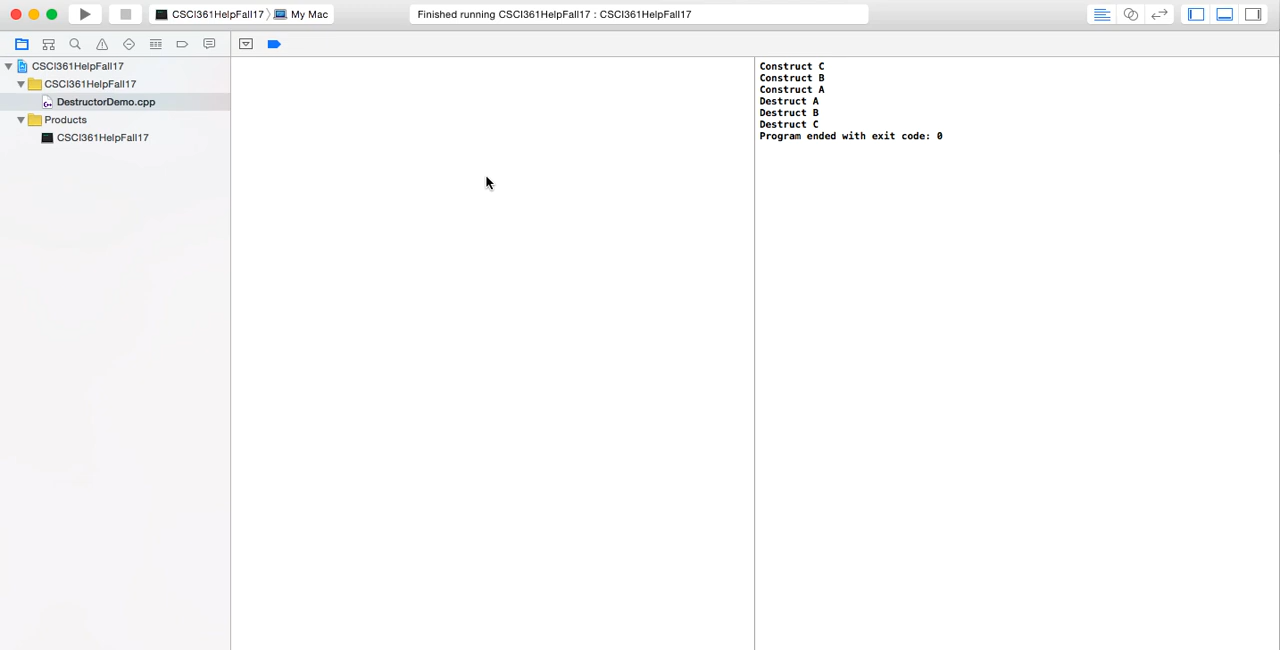 CSCI361HelpFall17 My Mac
Finished running CSCI361HelpFall17 : CSCI361HelpFall17
CSCI361HelpFall17
CSCI361HelpFall17
DestructorDemo.cpp
Products
CSCI361HelpFall17
Construct C
Construct B
Construct A
Destruct A
Destruct B
Destruct C
Program ended with exit code: 0